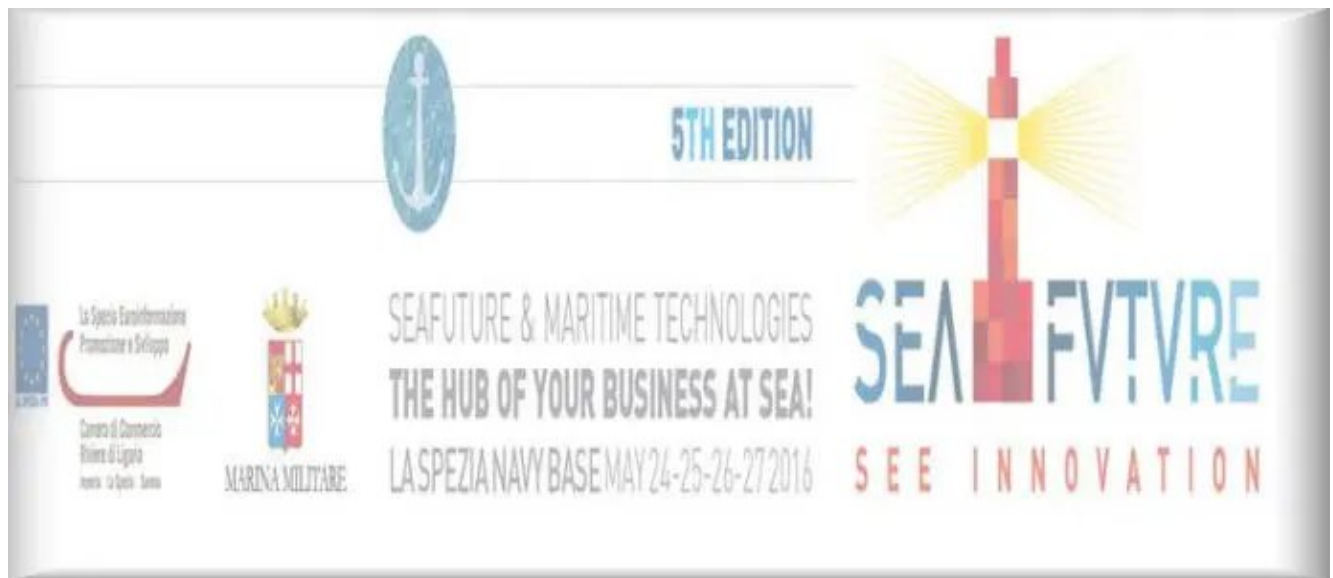 5TH EDITION
SEAFUTURE & MARITIME TECHNOLOGIES
THE HUB OF YOUR BUSINESS AT SEA!
LA SPEZIA NAVY BASE MAY 24-25-26-27 2016
SEA FVTVRE
SEE INNOVATION
La Spezia Euroinformazione
Promozione e Sviluppo
Camera di Commercio
Riviere di Liguria
Imperia La Spezia Savona
MARINA MILITARE